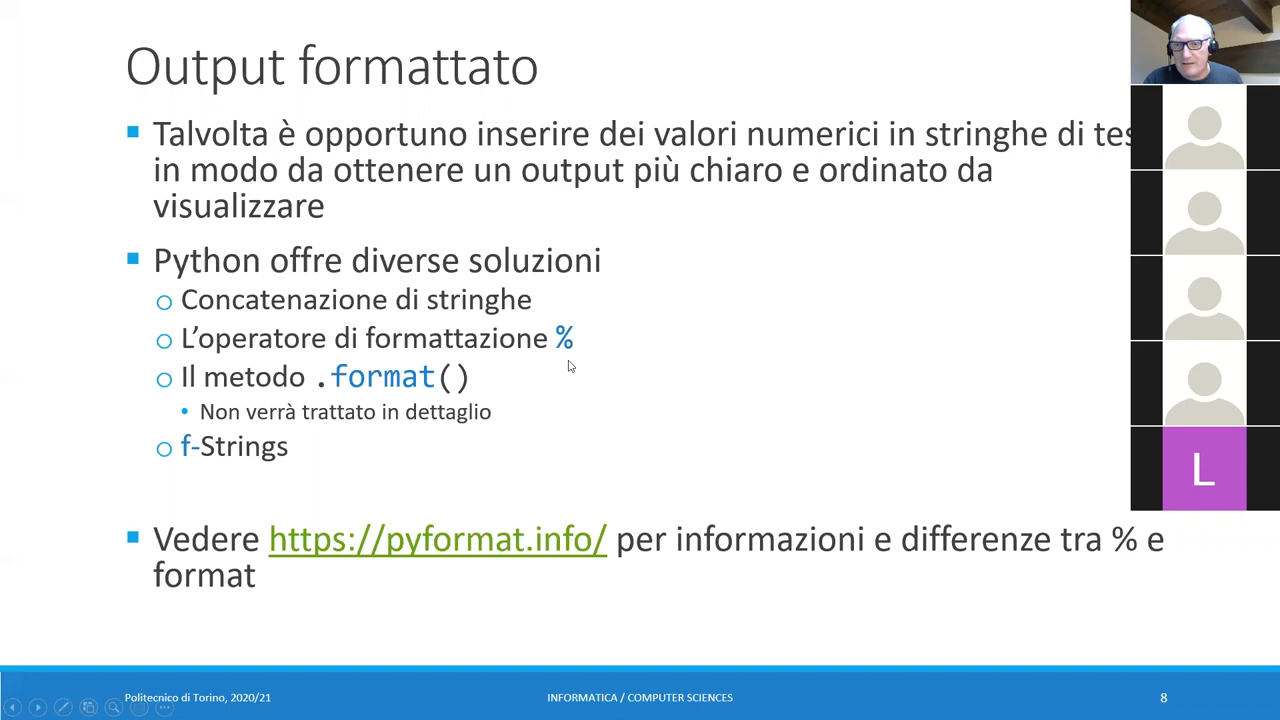 Output formattato
Talvolta è opportuno inserire dei valori numerici in stringhe di
in modo da ottenere un output più chiaro e ordinato da
visualizzare
Python offre diverse soluzioni
Concatenazione di stringhe
L'operatore di formattazione %
Il metodo .format()
Non verrà trattato in dettaglio
f-Strings
Vedere https://pyformat.info/ per informazioni e differenze tra % e
format
L
Politecnico di Torino, 2020/21
INFORMATICA / COMPUTER SCIENCES
8